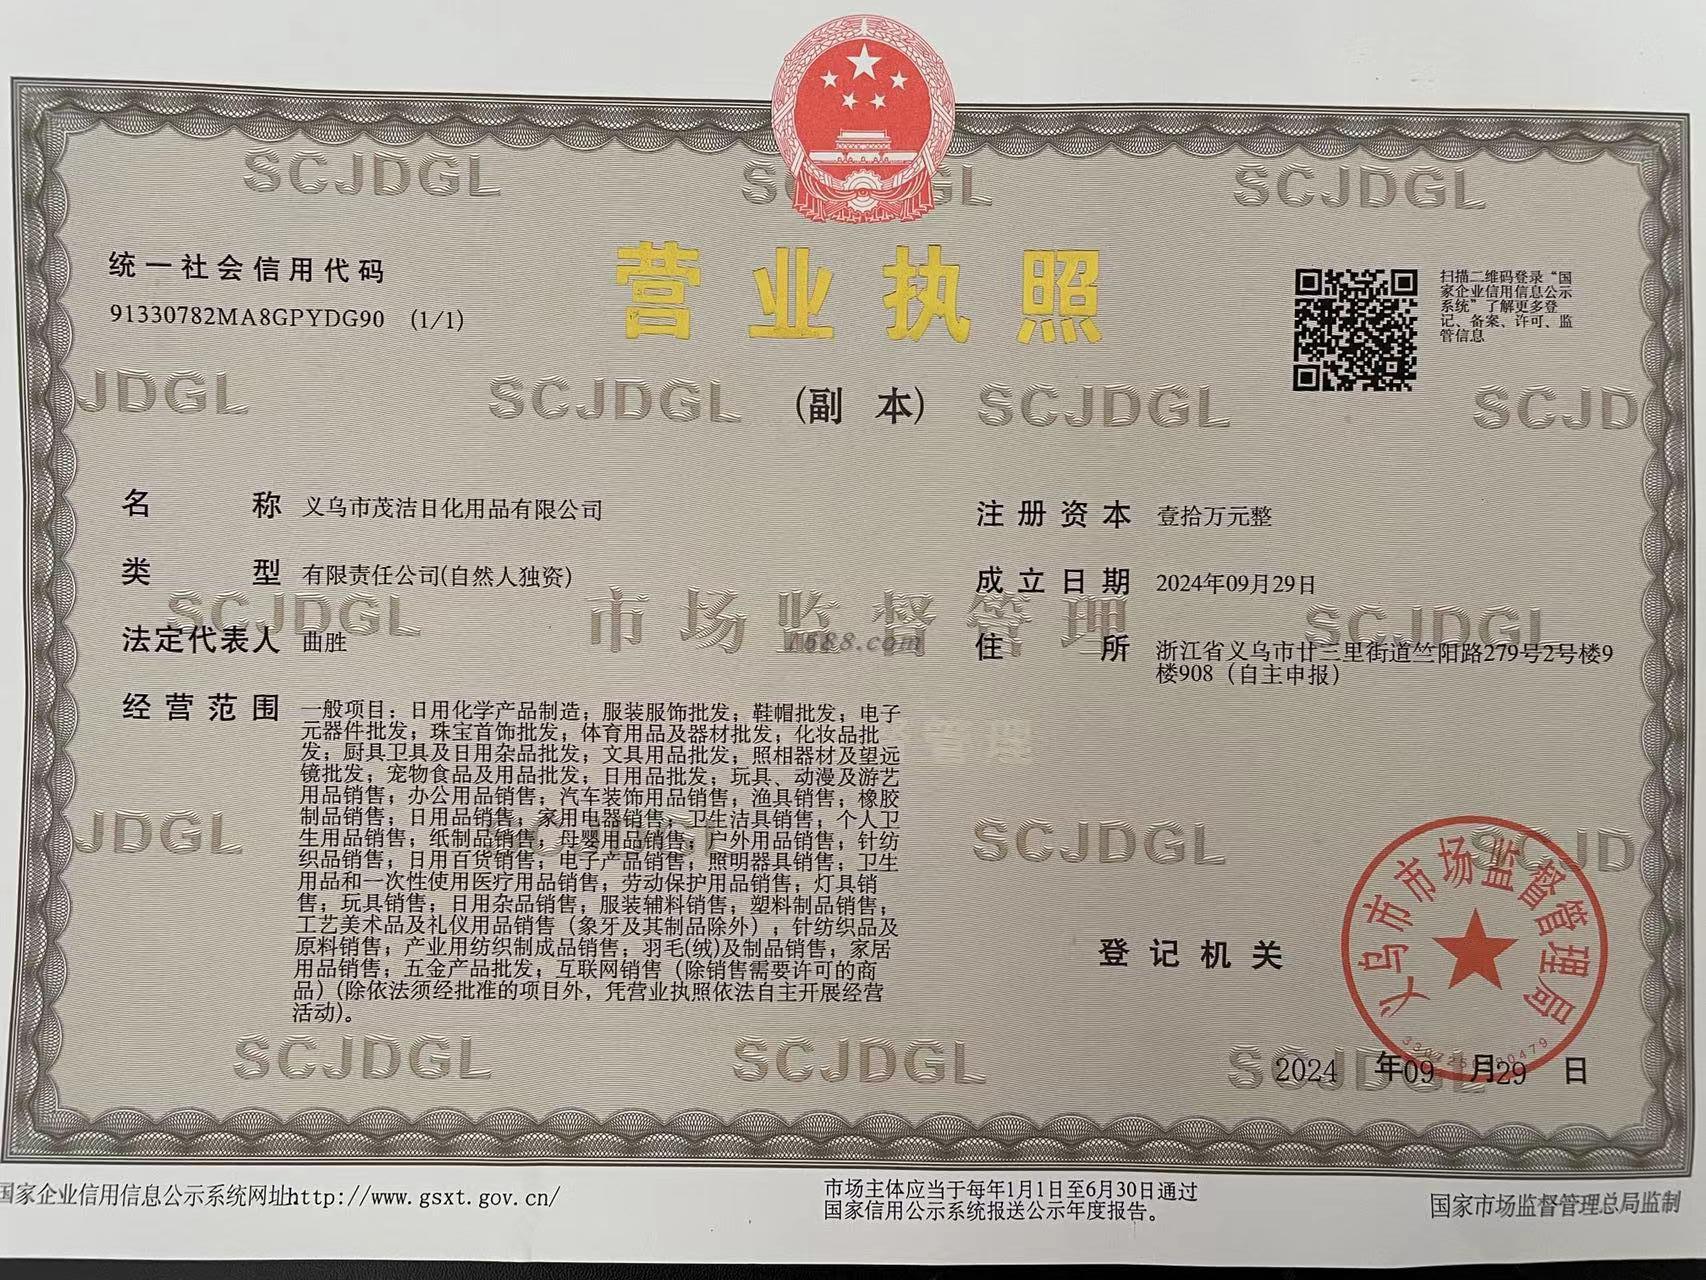 SCJDGL SCJDGL SCJDGL
统一社会信用代码
91330782MA8GPYDG90 (1/1)
营业执照
(副 本)
扫描二维码登录“国
家企业信用信息公示
系统”了解更多登
记、备案、许可、监
管信息
JDGL SCJDGL SCJDGL SCJD
名 称 义乌市茂洁日化用品有限公司
类 型 有限责任公司(自然人独资)
法定代表人 曲胜
经营范围 一般项目：日用化学产品制造；服装服饰批发；鞋帽批发；电子
元器件批发；珠宝首饰批发；体育用品及器材批发；化妆品批
发；厨具卫具及日用杂品批发；文具用品批发；照相器材及望远
镜批发；宠物食品及用品批发；日用品批发；玩具、动漫及游艺
用品销售；办公用品销售；汽车装饰用品销售；渔具销售；橡胶
制品销售；日用品销售；家用电器销售；卫生洁具销售；个人卫
生用品销售；纸制品销售；母婴用品销售；户外用品销售；针纺
织品销售；日用百货销售；电子产品销售；照明器具销售；卫生
用品和一次性使用医疗用品销售；劳动保护用品销售；灯具销
售；玩具销售；日用杂品销售；服装辅料销售；塑料制品销售；
工艺美术品及礼仪用品销售（象牙及其制品除外）；针纺织品及
原料销售；产业用纺织制成品销售；羽毛(绒)及制品销售；家居
用品销售；五金产品批发；互联网销售（除销售需要许可的商
品）(除依法须经批准的项目外，凭营业执照依法自主开展经营
活动)。
注册资本 壹拾万元整
成立日期 2024年09月29日
住 所 浙江省义乌市廿三里街道竺阳路279号2号楼9
楼908（自主申报）
SCJDGL 市场监督管理 SCJDGL
1688.com
管理
JDGL SCJDGL SCJDGL SCJD
登记机关
义乌市市场监督管理局
2024 年09 月29 日
SCJDGL SCJDGL SCJDGL
国家企业信用信息公示系统网址http://www.gsxt.gov.cn/
市场主体应当于每年1月1日至6月30日通过
国家信用公示系统报送公示年度报告。
国家市场监督管理总局监制